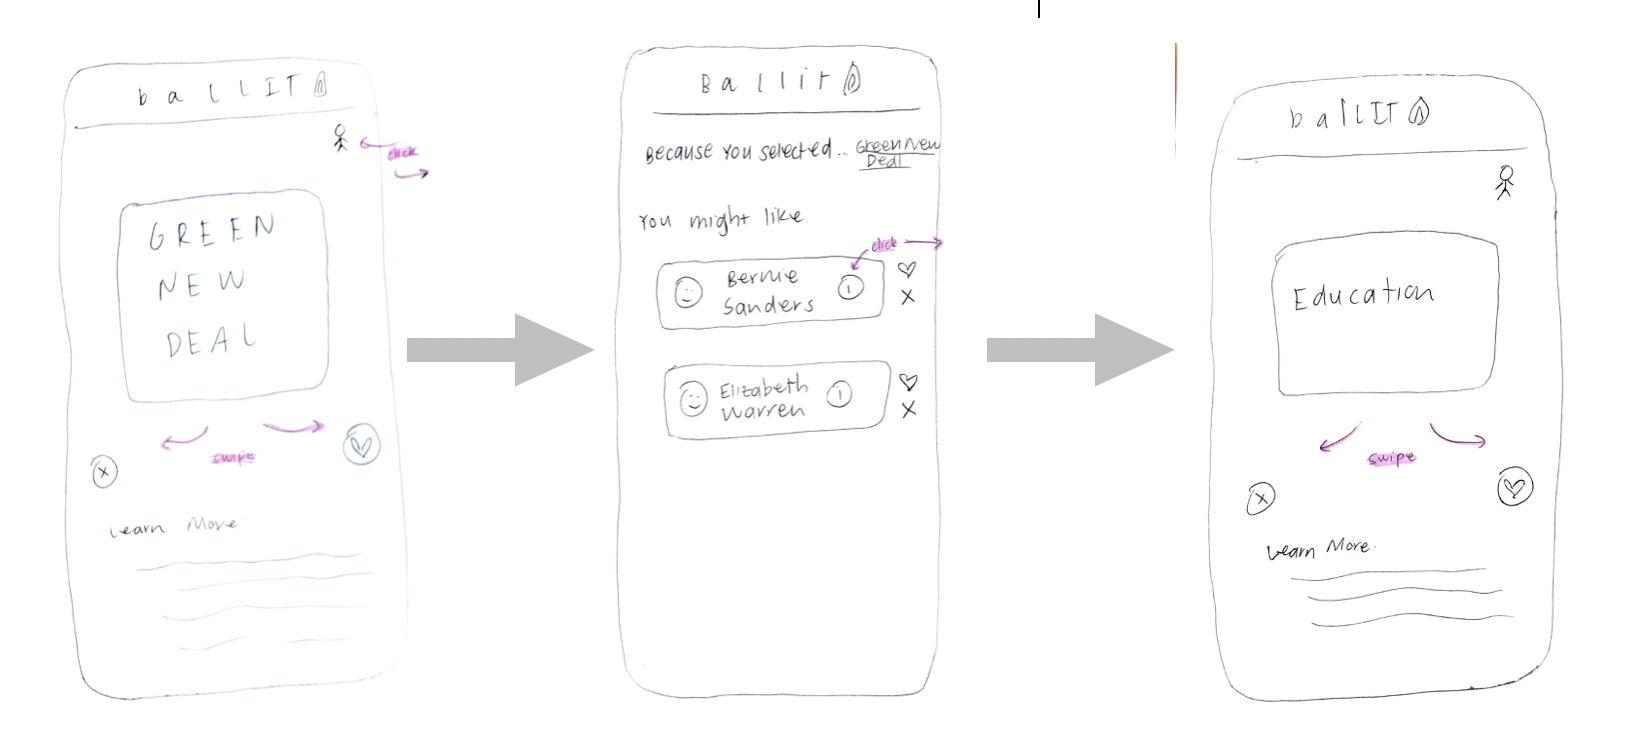 ballIT
click
GREEN
NEW
DEAL
swipe
x
Learn More
Ballit
Because you selected.. Green New
Deal
You might like
click
Bernie
Sanders
i
x
Elizabeth
Warren
i
x
ballIT
Education
swipe
x
Learn More.